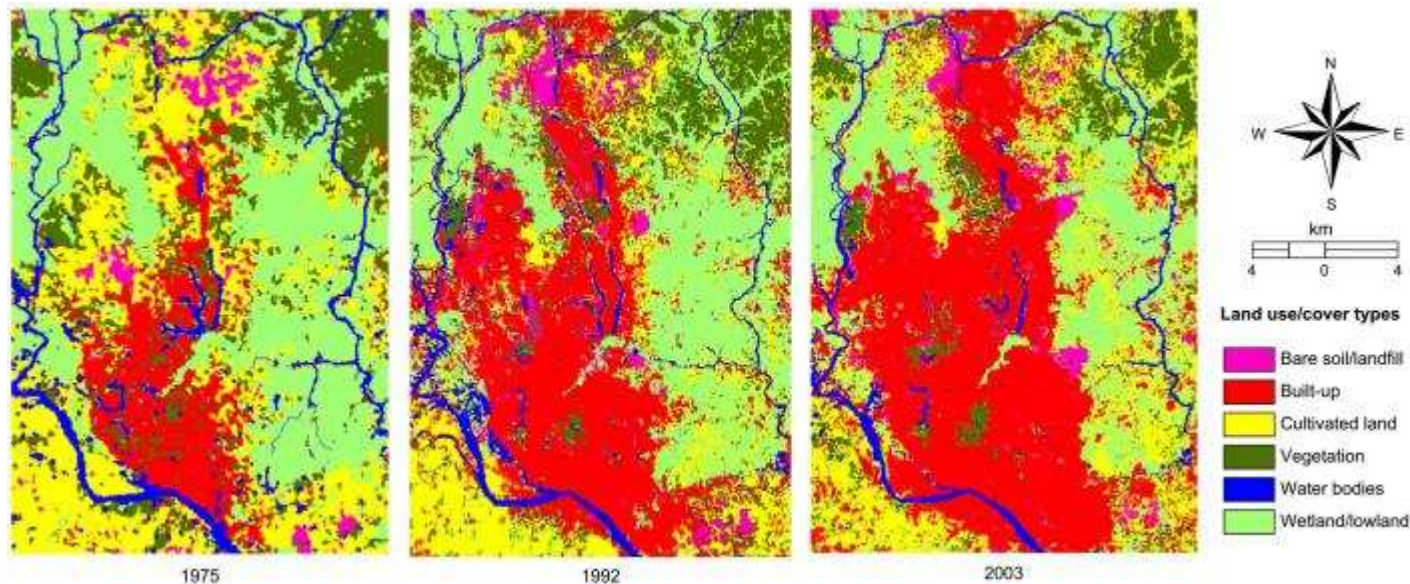 N
W E
S
km
4 0 4
Land use/cover types
Bare soil/landfill
Built-up
Cultivated land
Vegetation
Water bodies
Wetland/lowland
1975 1992 2003